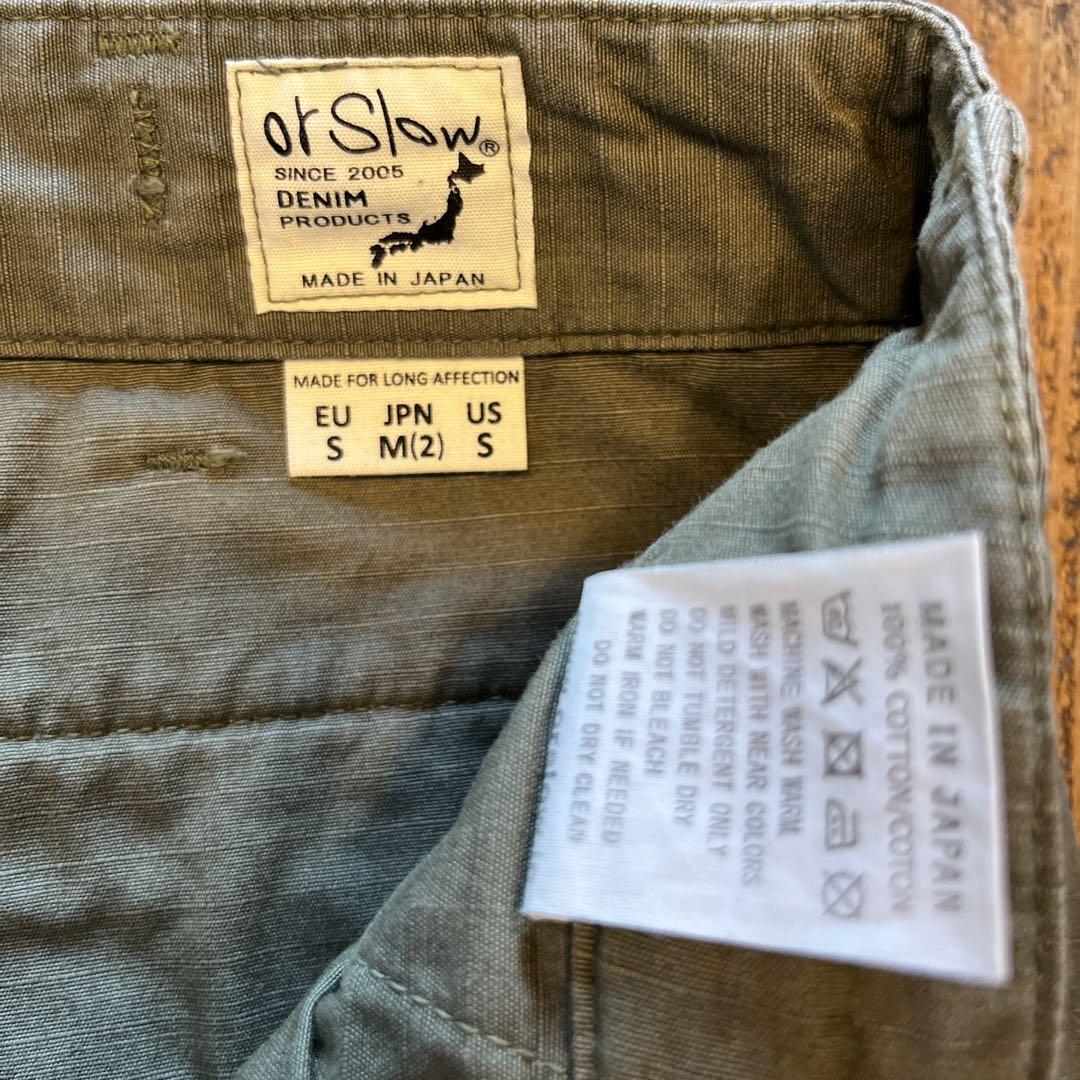 or Slow®
SINCE 2005
DENIM
PRODUCTS
MADE IN JAPAN
MADE FOR LONG AFFECTION
EU JPN US
S M(2) S
MADE IN JAPAN
100% COTTON/COTON
MACHINE WASH WARM
WASH WITH NEAR COLORS
MILD DETERGENT ONLY
DO NOT TUMBLE DRY
DO NOT BLEACH
WARM IRON IF NEEDED
DO NOT DRY CLEAN